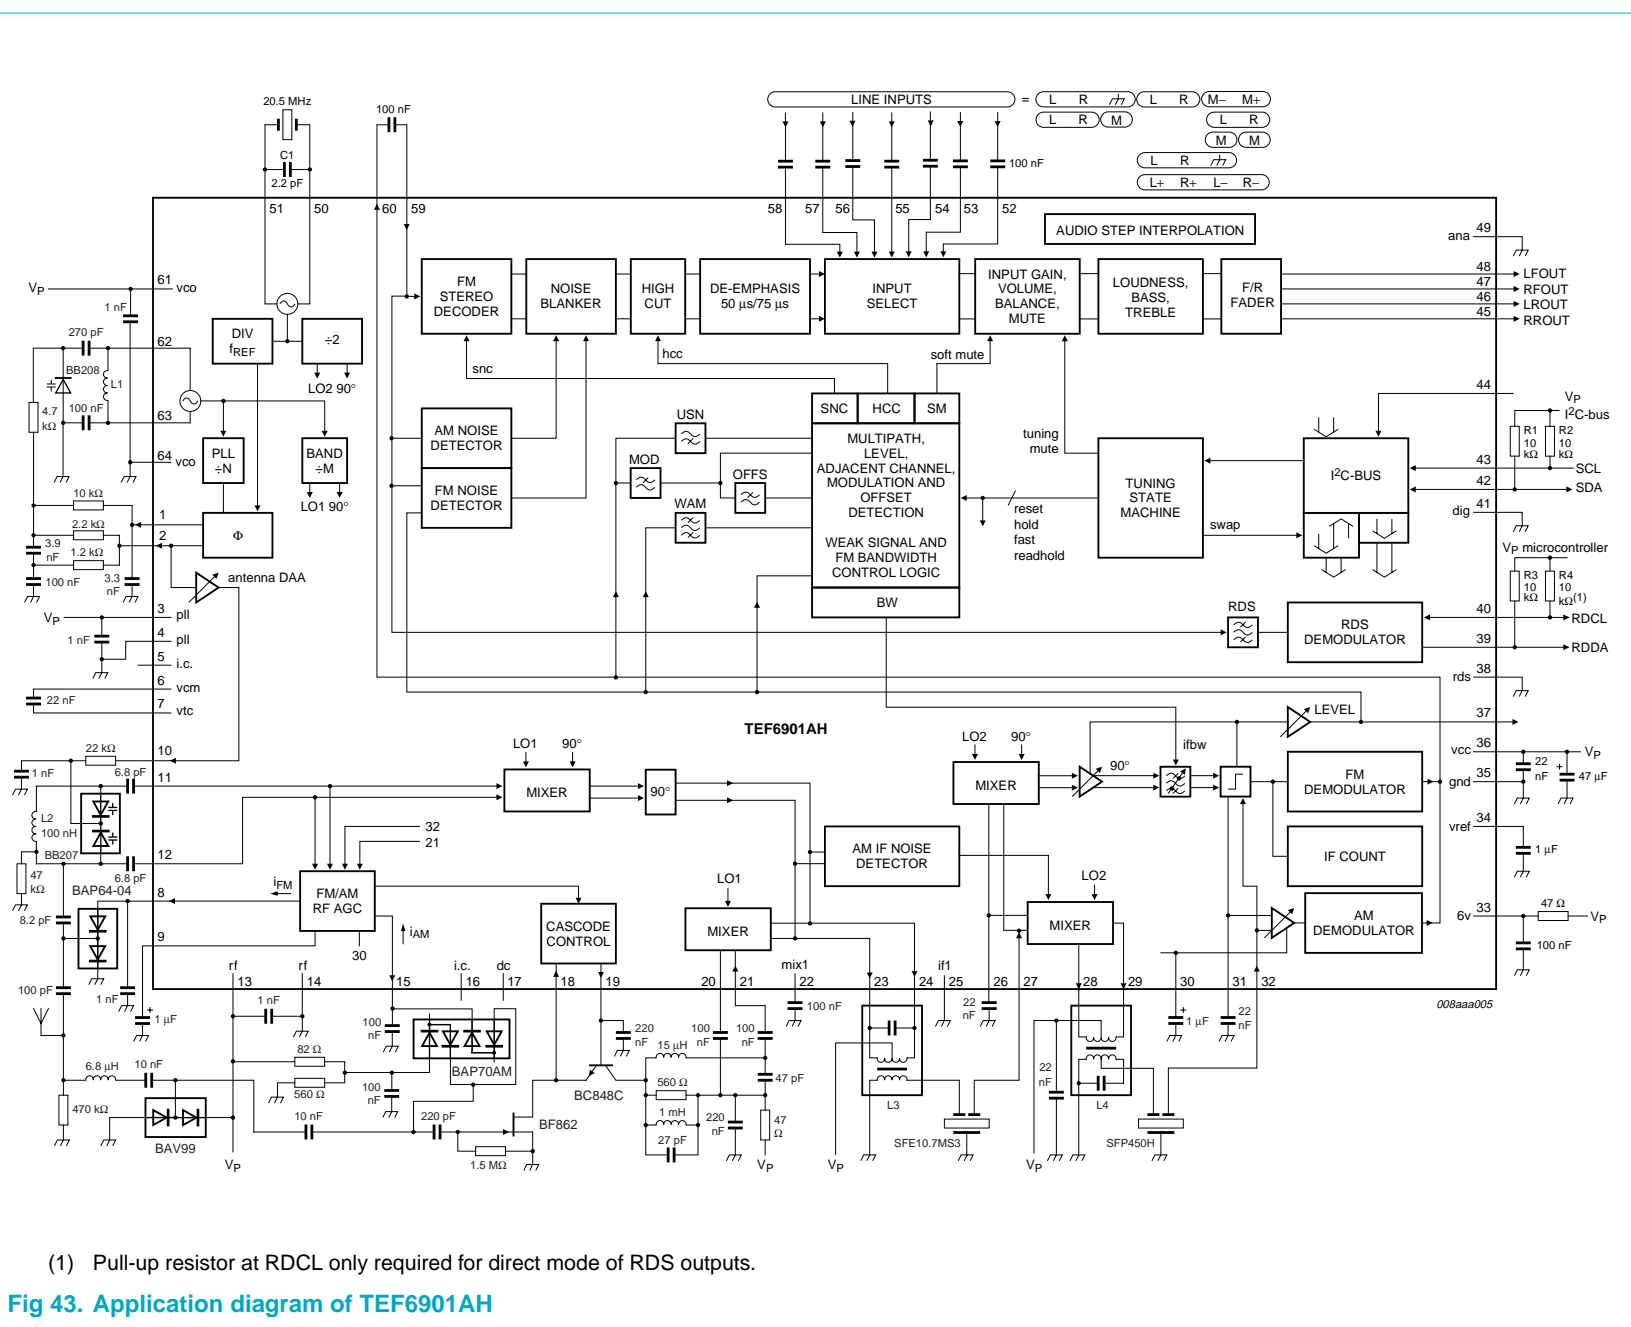 20.5 MHz
C1
2.2 pF
100 nF
LINE INPUTS = L R L R M− M+
L R M L R
M M
L R
L+ R+ L− R−
100 nF
51 50 60 59 58 57 56 55 54 53 52
AUDIO STEP INTERPOLATION
ana 49
VP
61
vco
1 nF
FM STEREO DECODER
NOISE BLANKER
HIGH CUT
DE-EMPHASIS 50 μs/75 μs
INPUT SELECT
INPUT GAIN, VOLUME, BALANCE, MUTE
LOUDNESS, BASS, TREBLE
F/R FADER
48 LFOUT
47 RFOUT
46 LROUT
45 RROUT
270 pF
62
BB208
L1
4.7 kΩ
100 nF
63
64 vco
DIV fREF
÷2
LO2 90°
snc
hcc
soft mute
PLL ÷N
BAND ÷M
LO1 90°
AM NOISE DETECTOR
FM NOISE DETECTOR
USN
MOD
OFFS
WAM
SNC HCC SM
MULTIPATH, LEVEL, ADJACENT CHANNEL, MODULATION AND OFFSET DETECTION
WEAK SIGNAL AND FM BANDWIDTH CONTROL LOGIC
BW
tuning mute
reset
hold
fast
readhold
TUNING STATE MACHINE
swap
I2C-BUS
44
VP
I2C-bus
R1 10 kΩ
R2 10 kΩ
43 SCL
42 SDA
dig 41
VP microcontroller
R3 10 kΩ
R4 10 kΩ(1)
10 kΩ
1
2.2 kΩ
2
3.9 nF
1.2 kΩ
100 nF
3.3 nF
Φ
antenna DAA
VP
3 pll
1 nF
4 pll
5 i.c.
6 vcm
22 nF
7 vtc
RDS
RDS DEMODULATOR
40 RDCL
39 RDDA
rds 38
TEF6901AH
LEVEL
37
22 kΩ
10
1 nF
6.8 pF
11
L2
100 nH
BB207
12
6.8 pF
47 kΩ
BAP64-04
8
8.2 pF
9
LO1 90°
MIXER
90°
32
21
iFM
FM/AM RF AGC
30
iAM
CASCODE CONTROL
LO1
MIXER
AM IF NOISE DETECTOR
LO2 90°
MIXER
90°
ifbw
LO2
MIXER
FM DEMODULATOR
IF COUNT
AM DEMODULATOR
vcc 36
VP
22 nF
+
47 μF
gnd 35
vref 34
1 μF
6v 33
47 Ω
VP
100 nF
rf 13
rf 14
15
i.c. 16
dc 17
18 19 20 21
mix1 22
23 24
if1 25
26 27 28 29 30 31 32
008aaa005
100 pF
1 nF
+
1 μF
1 nF
100 nF
82 Ω
560 Ω
100 nF
BAP70AM
220 nF
BC848C
15 μH
100 nF
100 nF
560 Ω
47 pF
1 mH
27 pF
220 nF
47 Ω
VP
100 nF
VP
L3
SFE10.7MS3
22 nF
22 nF
VP
L4
SFP450H
+
1 μF
22 nF
6.8 μH
10 nF
470 kΩ
BAV99
VP
10 nF
220 pF
BF862
1.5 MΩ
(1) Pull-up resistor at RDCL only required for direct mode of RDS outputs.
Fig 43. Application diagram of TEF6901AH